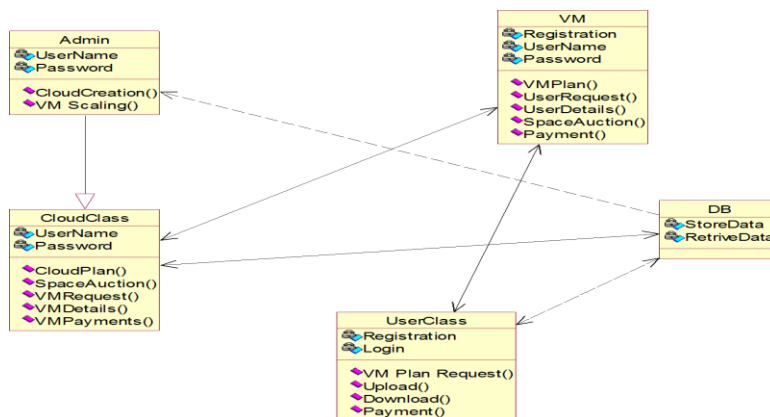 Admin
UserName
Password
CloudCreation()
VM Scaling()
VM
Registration
UserName
Password
VMPlan()
UserRequest()
UserDetails()
SpaceAuction()
Payment()
CloudClass
UserName
Password
CloudPlan()
SpaceAuction()
VMRequest()
VMDetails()
VMPayments()
DB
StoreData
RetriveData
UserClass
Registration
Login
VM Plan Request()
Upload()
Download()
Payment()